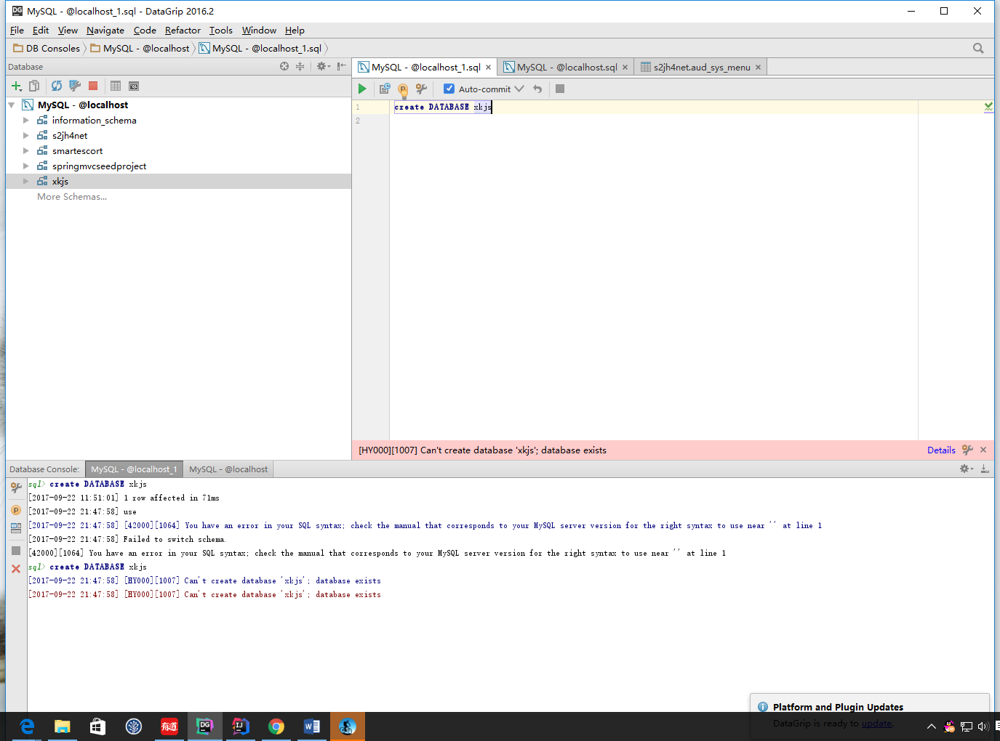 MySQL - @localhost_1.sql - DataGrip 2016.2
File Edit View Navigate Code Refactor Tools Window Help
DB Consoles MySQL - @localhost MySQL - @localhost_1.sql
Database
MySQL - @localhost_1.sql MySQL - @localhost.sql s2jh4net.aud_sys_menu
Auto-commit
MySQL - @localhost
information_schema
s2jh4net
smartescort
springmvcseedproject
xkjs
More Schemas...
1 create DATABASE xkjs
2
[HY000][1007] Can't create database 'xkjs'; database exists Details
Database Console: MySQL - @localhost_1 MySQL - @localhost
sql> create DATABASE xkjs
[2017-09-22 11:51:01] 1 row affected in 71ms
[2017-09-22 21:47:58] use
[2017-09-22 21:47:58] [42000][1064] You have an error in your SQL syntax; check the manual that corresponds to your MySQL server version for the right syntax to use near '' at line 1
[2017-09-22 21:47:58] Failed to switch schema.
[42000][1064] You have an error in your SQL syntax; check the manual that corresponds to your MySQL server version for the right syntax to use near '' at line 1
sql> create DATABASE xkjs
[2017-09-22 21:47:58] [HY000][1007] Can't create database 'xkjs'; database exists
[2017-09-22 21:47:58] [HY000][1007] Can't create database 'xkjs'; database exists
Platform and Plugin Updates
DataGrip is ready to update.
有道
DG
IJ